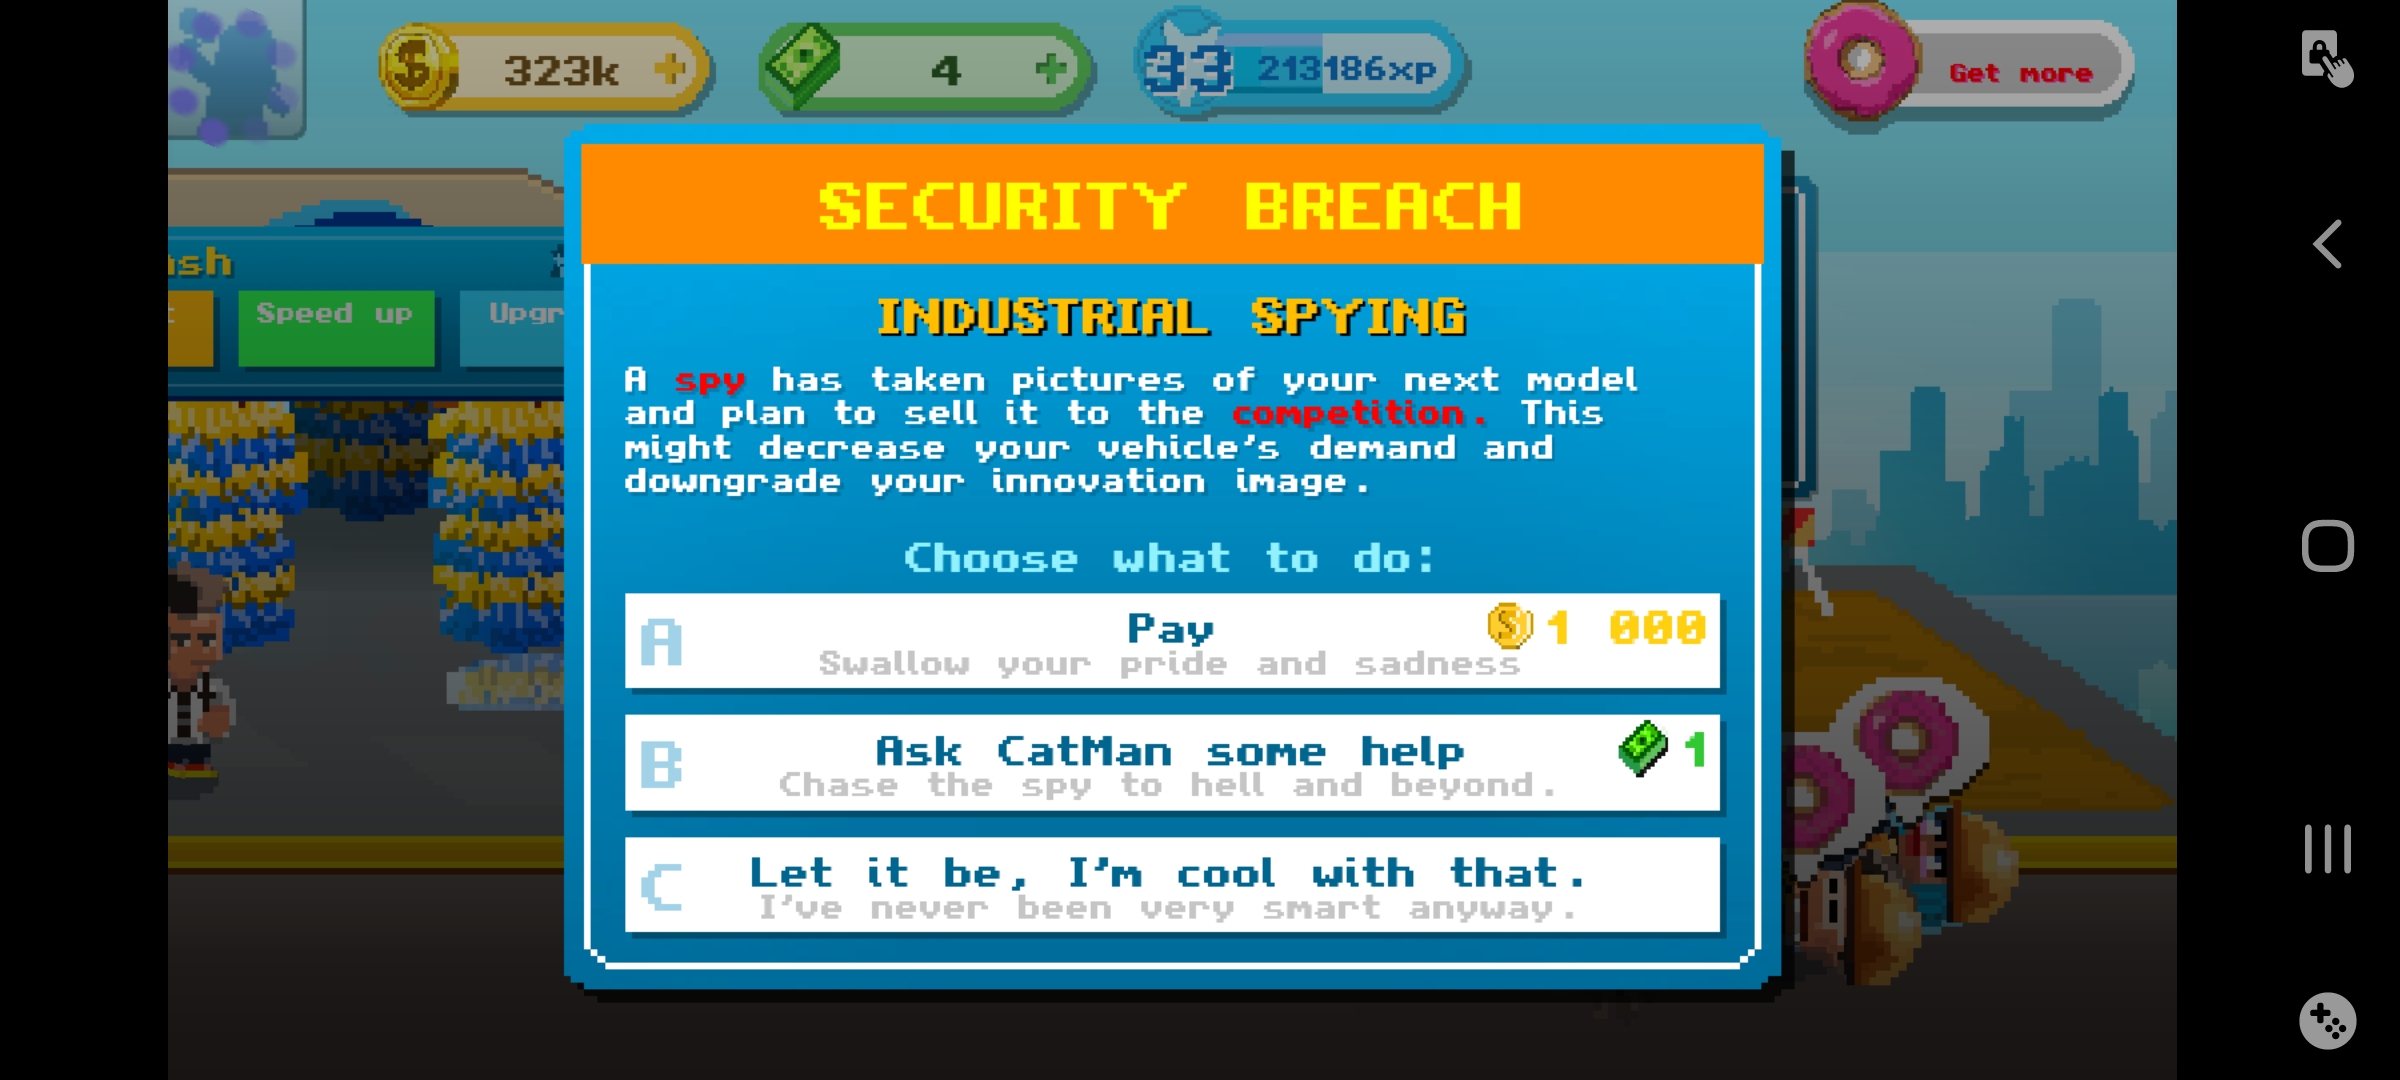 323k +
4 +
33 213186xp
Get more
SECURITY BREACH
INDUSTRIAL SPYING
A spy has taken pictures of your next model
and plan to sell it to the competition. This
might decrease your vehicle's demand and
downgrade your innovation image.
Choose what to do:
A Pay 1 000
Swallow your pride and sadness
B Ask CatMan some help 1
Chase the spy to hell and beyond.
C Let it be, I'm cool with that.
I've never been very smart anyway.
Speed up